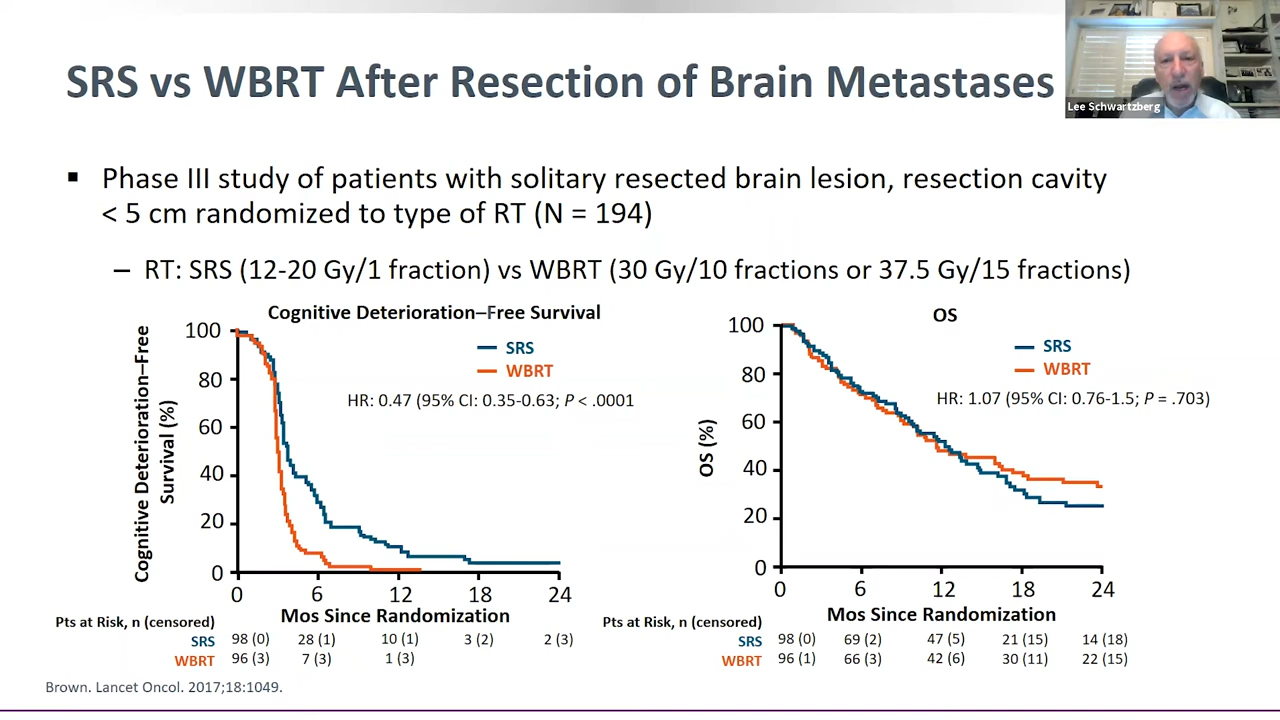 SRS vs WBRT After Resection of Brain Metastases
Lee Schwartzberg
▪ Phase III study of patients with solitary resected brain lesion, resection cavity
< 5 cm randomized to type of RT (N = 194)
– RT: SRS (12-20 Gy/1 fraction) vs WBRT (30 Gy/10 fractions or 37.5 Gy/15 fractions)
Cognitive Deterioration–Free Survival
Cognitive Deterioration–Free
Survival (%)
100
80
60
40
20
0
SRS
WBRT
HR: 0.47 (95% CI: 0.35-0.63; P < .0001
0 6 12 18 24
Mos Since Randomization
Pts at Risk, n (censored)
SRS 98 (0) 28 (1) 10 (1) 3 (2) 2 (3)
WBRT 96 (3) 7 (3) 1 (3)
OS
OS (%)
100
80
60
40
20
0
SRS
WBRT
HR: 1.07 (95% CI: 0.76-1.5; P = .703)
0 6 12 18 24
Mos Since Randomization
Pts at Risk, n (censored)
SRS 98 (0) 69 (2) 47 (5) 21 (15) 14 (18)
WBRT 96 (1) 66 (3) 42 (6) 30 (11) 22 (15)
Brown. Lancet Oncol. 2017;18:1049.